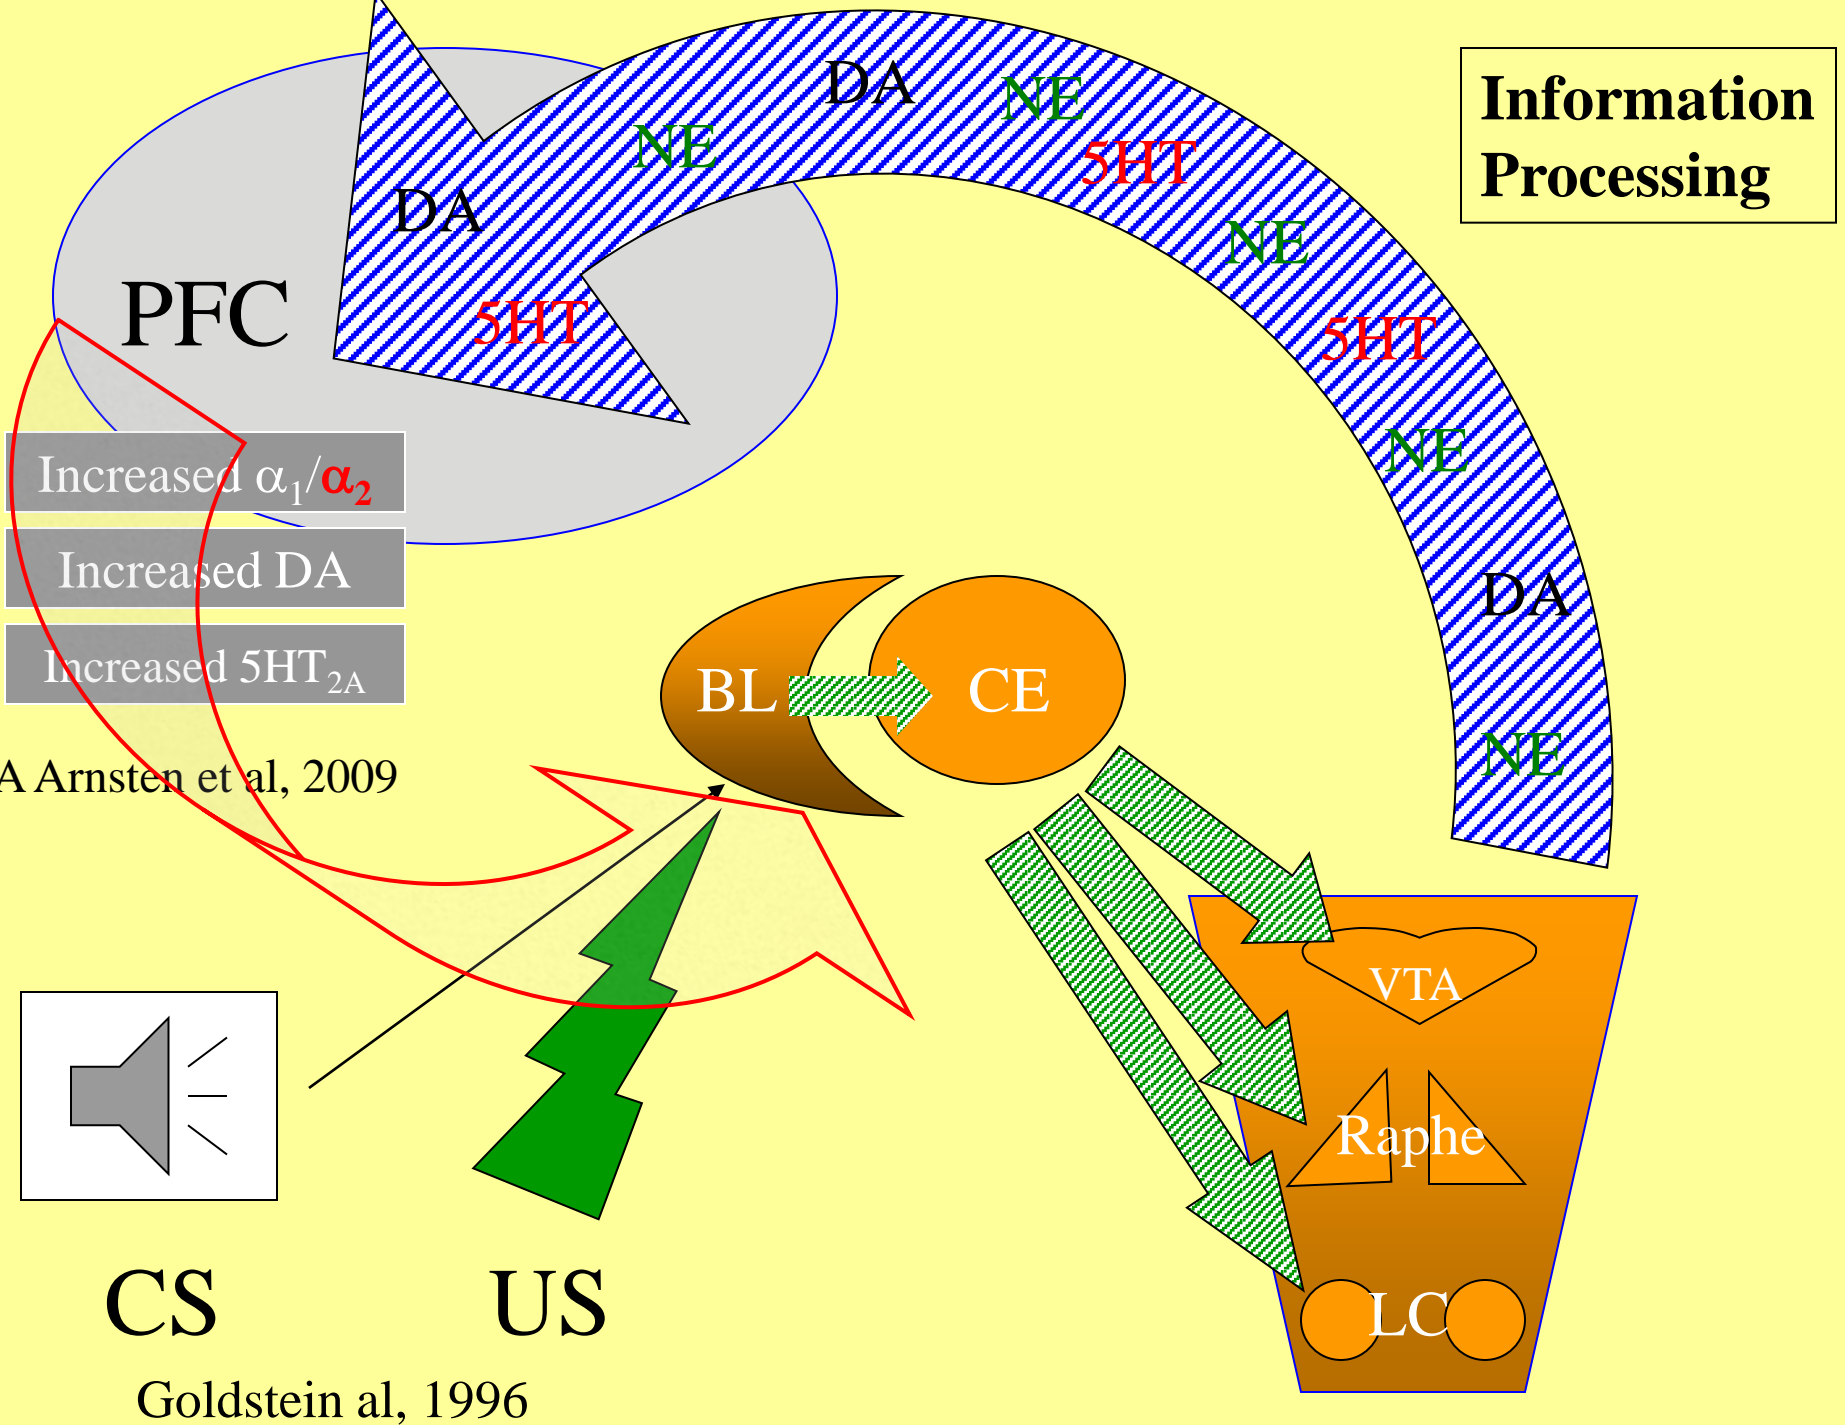 Information
Processing
DA
NE
NE
5HT
DA
NE
PFC
5HT
5HT
NE
Increased α₁/α₂
Increased DA
DA
Increased 5HT₂A
BL
CE
NE
A Arnsten et al, 2009
VTA
Raphe
CS
US
LC
Goldstein al, 1996